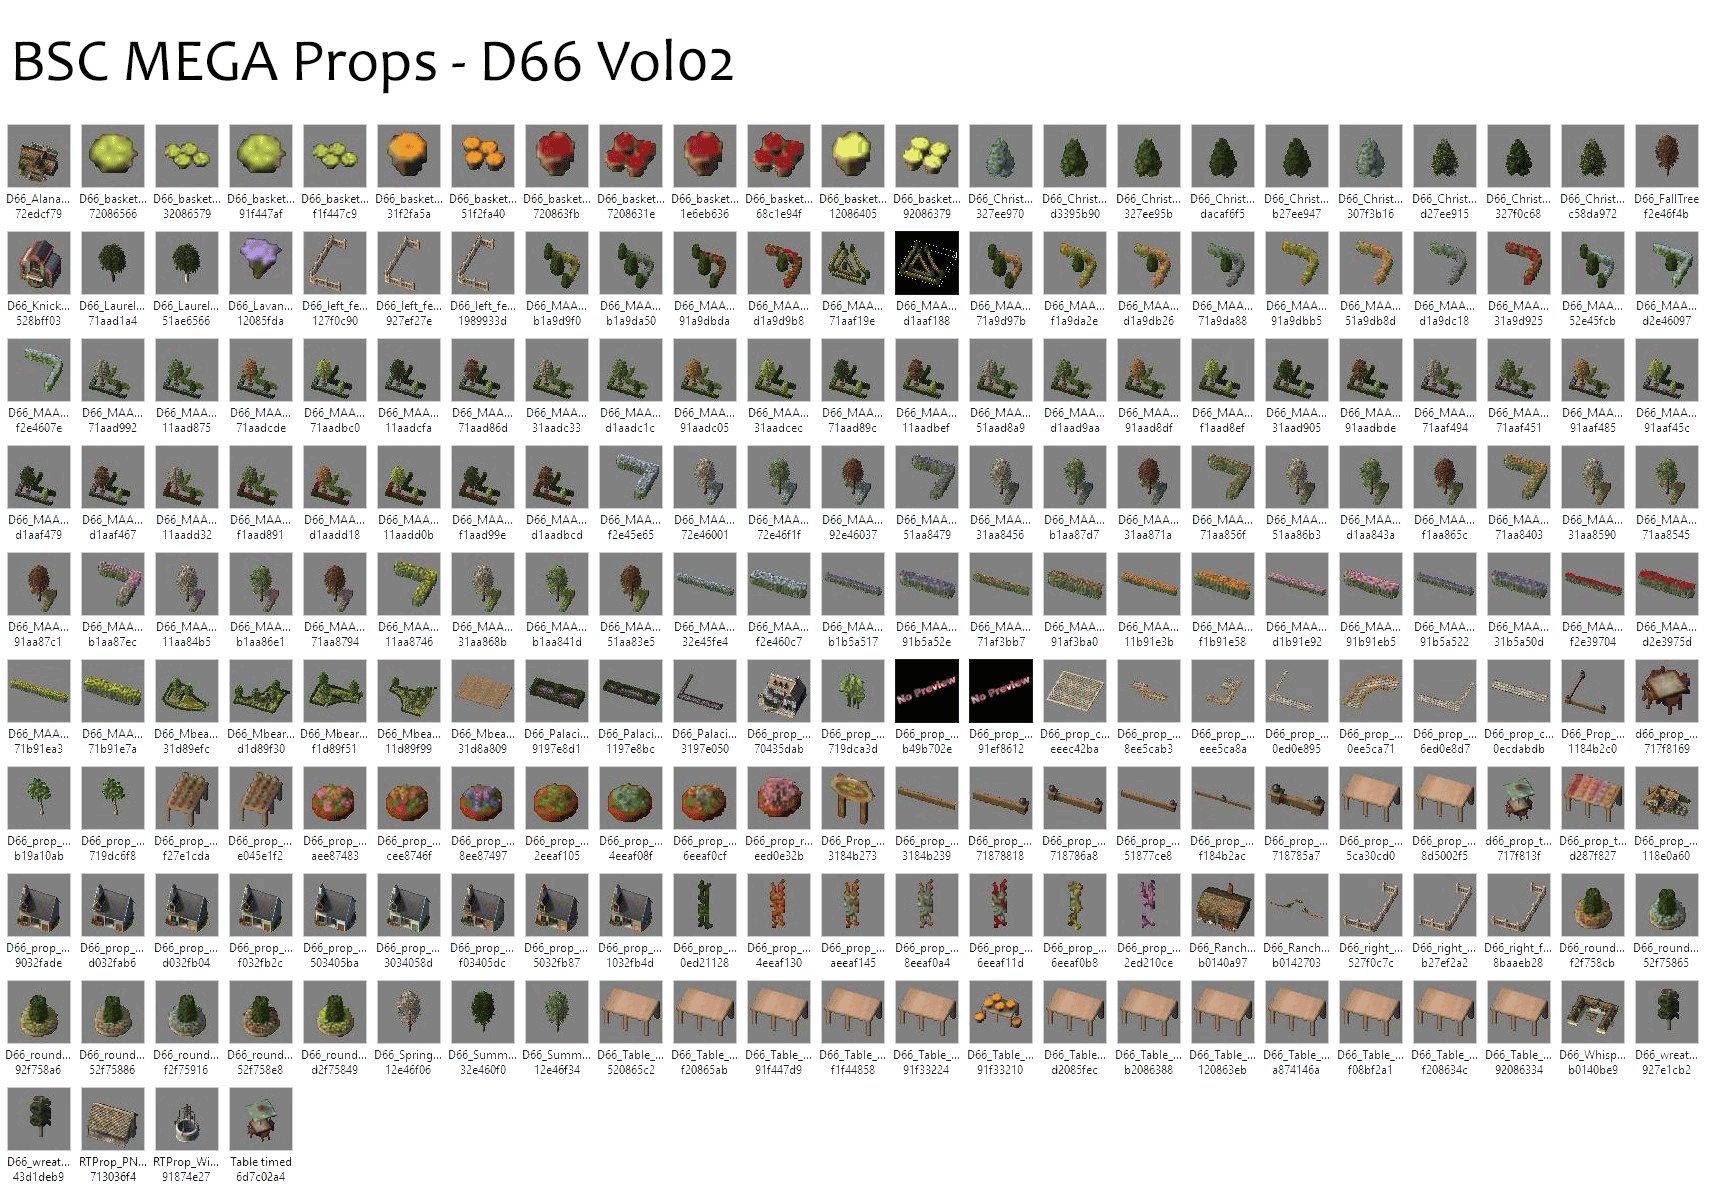 BSC MEGA Props - D66 Vol02
D66_Alana... D66_basket... D66_basket... D66_basket... D66_basket... D66_basket... D66_basket... D66_basket... D66_basket... D66_basket... D66_basket... D66_basket... D66_basket... D66_Christ... D66_Christ... D66_Christ... D66_Christ... D66_Christ... D66_Christ... D66_Christ... D66_Christ... D66_Christ... D66_FallTree
72edcf79 72086566 32086579 91f447af f1f447c9 31f2fa5a 51f2fa40 720863fb 7208631e 1e6eb636 68c1e94f 12086405 92086379 327ee970 d3395b90 327ee95b dacaf6f5 b27ee947 307f3b16 d27ee915 327f0c68 c58da972 f2e46f4b
D66_Knick... D66_Laurel... D66_Laurel... D66_Lavan... D66_left_fe... D66_left_fe... D66_left_fe... D66_MAA... D66_MAA... D66_MAA... D66_MAA... D66_MAA... D66_MAA... D66_MAA... D66_MAA... D66_MAA... D66_MAA... D66_MAA... D66_MAA... D66_MAA... D66_MAA... D66_MAA... D66_MAA...
528bff03 71aad1a4 51ae6566 12085fda 127f0c90 927ef27e 1989933d b1a9d9f0 b1a9da50 91a9dbda d1a9d9b8 71aaf19e d1aaf188 71a9d97b f1a9da2e d1a9db26 71a9da88 91a9dbb5 51a9db8d d1a9dc18 31a9d925 52e45fcb d2e46097
D66_MAA... D66_MAA... D66_MAA... D66_MAA... D66_MAA... D66_MAA... D66_MAA... D66_MAA... D66_MAA... D66_MAA... D66_MAA... D66_MAA... D66_MAA... D66_MAA... D66_MAA... D66_MAA... D66_MAA... D66_MAA... D66_MAA... D66_MAA... D66_MAA... D66_MAA... D66_MAA...
f2e4607e 71aad992 11aad875 71aadcde 71aadbc0 11aadcfa 71aad86d 31aadc33 d1aadc1c 91aadc05 31aadcec 71aad89c 11aadbef 51aad8a9 d1aad9aa 91aad8df f1aad8ef 31aad905 91aadbde 71aaf494 71aaf451 91aaf485 91aaf45c
D66_MAA... D66_MAA... D66_MAA... D66_MAA... D66_MAA... D66_MAA... D66_MAA... D66_MAA... D66_MAA... D66_MAA... D66_MAA... D66_MAA... D66_MAA... D66_MAA... D66_MAA... D66_MAA... D66_MAA... D66_MAA... D66_MAA... D66_MAA... D66_MAA... D66_MAA... D66_MAA...
d1aaf479 d1aaf467 11aadd32 f1aad891 d1aadd18 11aadd0b f1aad99e d1aadbcd f2e45e65 72e46001 72e46f1f 92e46037 51aa8479 31aa8456 b1aa87d7 31aa871a 71aa856f 51aa86b3 d1aa843a f1aa865c 71aa8403 31aa8590 71aa8545
D66_MAA... D66_MAA... D66_MAA... D66_MAA... D66_MAA... D66_MAA... D66_MAA... D66_MAA... D66_MAA... D66_MAA... D66_MAA... D66_MAA... D66_MAA... D66_MAA... D66_MAA... D66_MAA... D66_MAA... D66_MAA... D66_MAA... D66_MAA... D66_MAA... D66_MAA... D66_MAA...
91aa87c1 b1aa87ec 11aa84b5 b1aa86e1 71aa8794 11aa8746 31aa868b b1aa841d 51aa83e5 32e45fe4 f2e460c7 b1b5a517 91b5a52e 71af3bb7 91af3ba0 11b91e3b f1b91e58 d1b91e92 91b91eb5 91b5a522 31b5a50d f2e39704 d2e3975d
No Preview No Preview
D66_MAA... D66_MAA... D66_Mbea... D66_Mbear... D66_Mbear... D66_Mbea... D66_Mbea... D66_Palaci... D66_Palaci... D66_Palaci... D66_prop_... D66_prop_... D66_prop_... D66_prop_... D66_prop_c... D66_prop_... D66_prop_... D66_prop_... D66_prop_... D66_prop_... D66_prop_c... D66_Prop_... d66_prop_...
71b91ea3 71b91e7a 31d89efc d1d89f30 f1d89f51 11d89f99 31d8a809 9197e8d1 1197e8bc 3197e050 70435dab 719dca3d b49b702e 91ef8612 eeec42ba 8ee5cab3 eee5ca8a 0ed0e895 0ee5ca71 6ed0e8d7 0ecdabdb 1184b2c0 717f8169
D66_prop_... D66_prop_... D66_prop_... D66_prop_... D66_prop_... D66_prop_... D66_prop_... D66_prop_... D66_prop_... D66_prop_... D66_prop_r... D66_Prop_... D66_prop_... D66_prop_... D66_prop_... D66_prop_... D66_prop_... D66_prop_... D66_prop_... D66_prop_... d66_prop_t... D66_prop_t... D66_prop_...
b19a10ab 719dc6f8 f27e1cda e045e1f2 aee87483 cee8746f 8ee87497 2eeaf105 4eeaf08f 6eeaf0cf eed0e32b 3184b273 3184b239 71878818 718786a8 51877ce8 f184b2ac 718785a7 5ca30cd0 8d5002f5 717f813f d287f827 118e0a60
D66_prop_... D66_prop_... D66_prop_... D66_prop_... D66_prop_... D66_prop_... D66_prop_... D66_prop_... D66_prop_... D66_prop_... D66_prop_... D66_prop_... D66_prop_... D66_prop_... D66_prop_... D66_prop_... D66_Ranc... D66_Ranch... D66_right_... D66_right_... D66_right_f... D66_round... D66_round...
9032fade d032fab6 d032fb04 f032fb2c 503405ba 3034058d f03405dc 5032fb87 1032fb4d 0ed21128 4eeaf130 aeeaf145 8eeaf0a4 6eeaf11d 6eeaf0b8 2ed210ce b0140a97 b0142703 527f0c7c b27ef2a2 8baaeb28 f2f758cb 52f75865
D66_round... D66_round... D66_round... D66_round... D66_round... D66_Spring... D66_Summ... D66_Summ... D66_Table_... D66_Table_... D66_Table_... D66_Table_... D66_Table_... D66_Table_... D66_Table... D66_Table_... D66_Table_... D66_Table_... D66_Table_... D66_Table_... D66_Table_... D66_Whisp... D66_wreat...
92f758a6 52f75886 f2f75916 52f758e8 d2f75849 12e46f06 32e460f0 12e46f34 520865c2 f20865ab 91f447d9 f1f44858 91f33224 91f33210 d2085fec b2086388 120863eb a874146a f08bf2a1 f208634c 92086334 b0140be9 927e1cb2
D66_wreat... RTProp_PN... RTProp_Wi... Table timed
43d1deb9 713036f4 91874e27 6d7c02a4